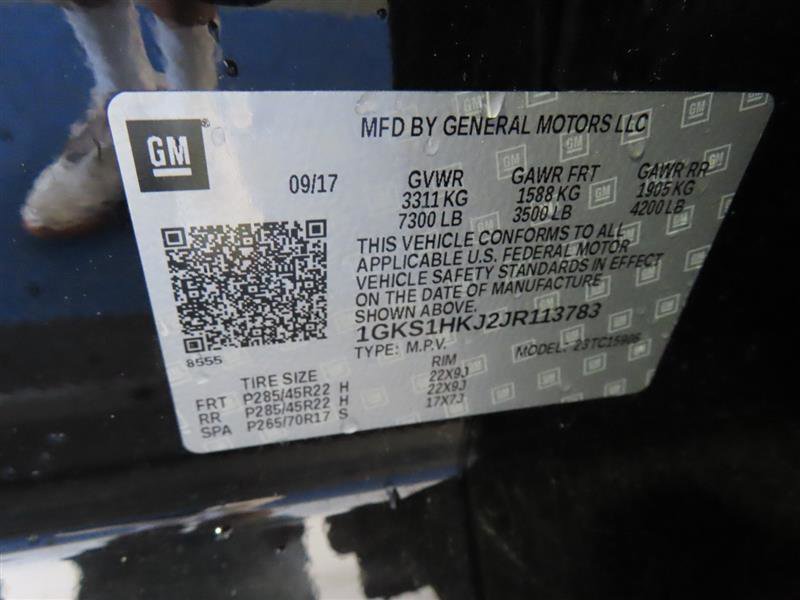 GM
MFD BY GENERAL MOTORS LLC
09/17 GVWR GAWR FRT GAWR RR
3311 KG 1588 KG 1905 KG
7300 LB 3500 LB 4200 LB
THIS VEHICLE CONFORMS TO ALL
APPLICABLE U.S. FEDERAL MOTOR
VEHICLE SAFETY STANDARDS IN EFFECT
ON THE DATE OF MANUFACTURE
SHOWN ABOVE.
1GKS1HKJ2JR113783
TYPE: M.P.V. MODEL: 23TC15906
8555
TIRE SIZE RIM
FRT P285/45R22 H 22X9J
RR P285/45R22 H 22X9J
SPA P265/70R17 S 17X7J